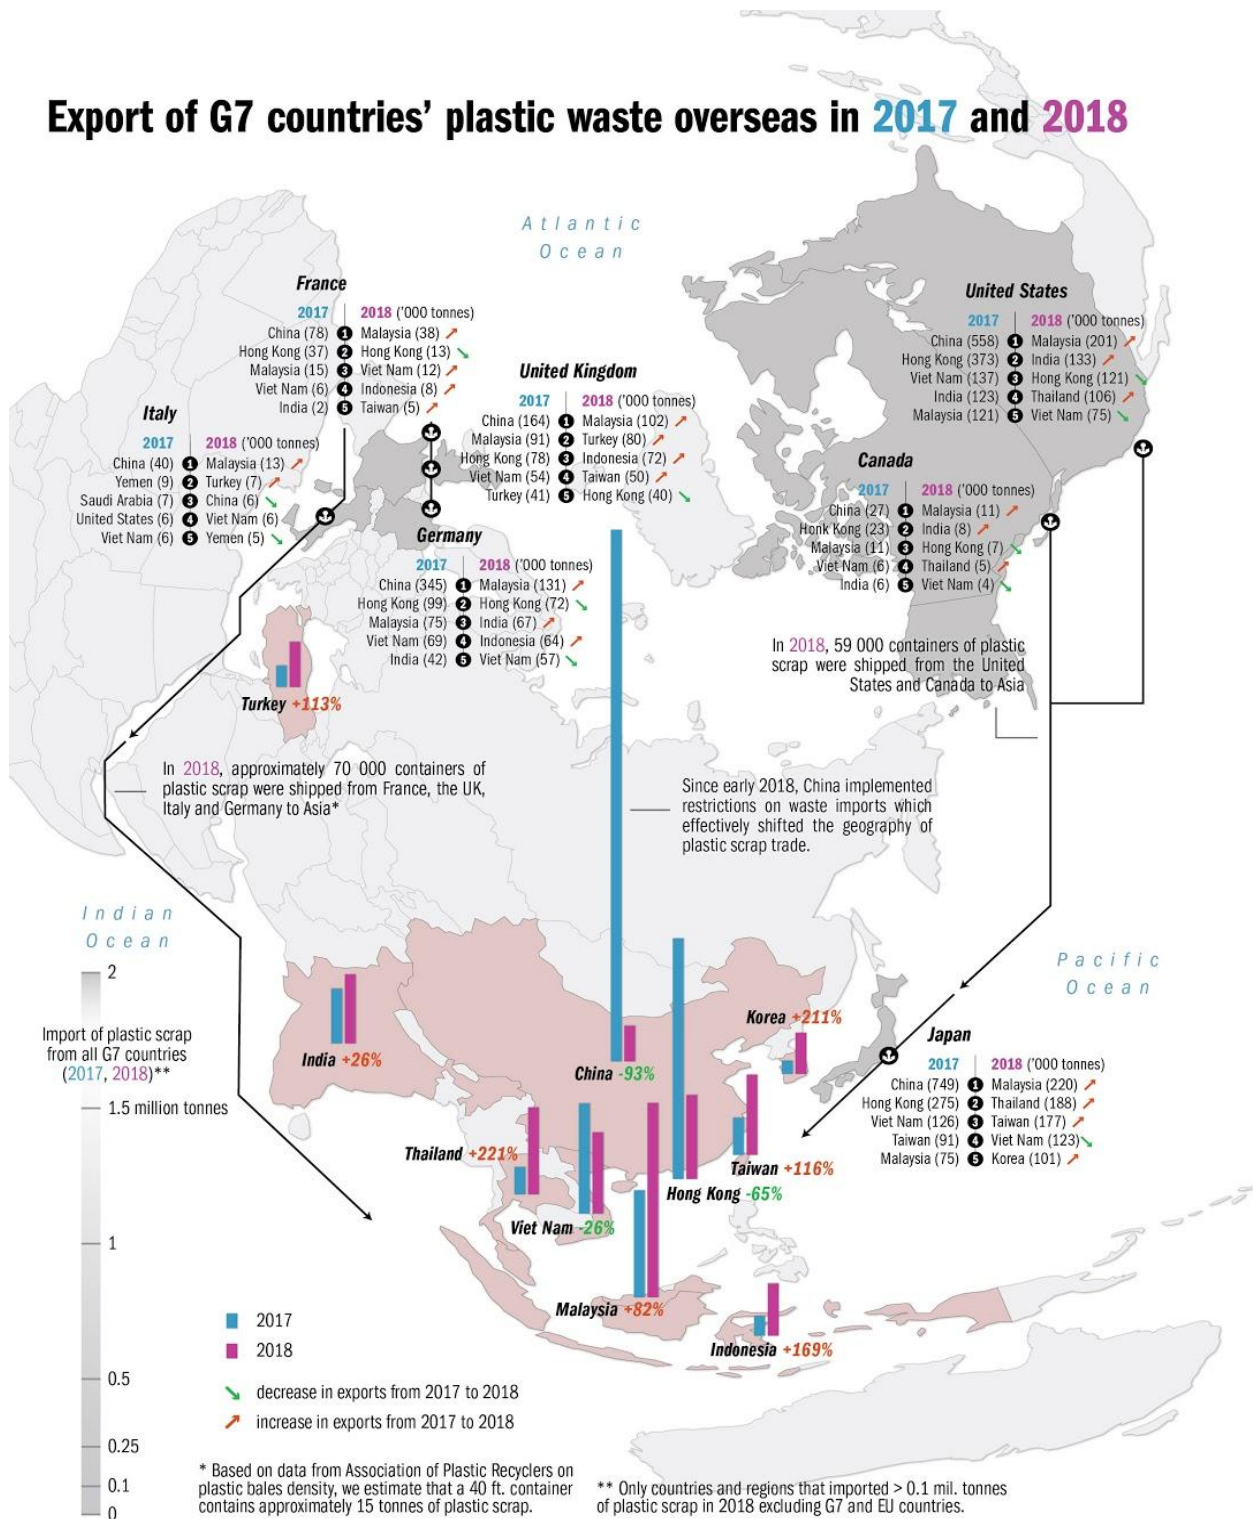 Export of G7 countries' plastic waste overseas in 2017 and 2018
Atlantic
Ocean
France
2017 2018 ('000 tonnes)
China (78) 1 Malaysia (38)
Hong Kong (37) 2 Hong Kong (13)
Malaysia (15) 3 Viet Nam (12)
Viet Nam (6) 4 Indonesia (8)
India (2) 5 Taiwan (5)
United States
2017 2018 ('000 tonnes)
China (558) 1 Malaysia (201)
Hong Kong (373) 2 India (133)
Viet Nam (137) 3 Hong Kong (121)
India (123) 4 Thailand (106)
Malaysia (121) 5 Viet Nam (75)
United Kingdom
2017 2018 ('000 tonnes)
China (164) 1 Malaysia (102)
Malaysia (91) 2 Turkey (80)
Hong Kong (78) 3 Indonesia (72)
Viet Nam (54) 4 Taiwan (50)
Turkey (41) 5 Hong Kong (40)
Italy
2017 2018 ('000 tonnes)
China (40) 1 Malaysia (13)
Yemen (9) 2 Turkey (7)
Saudi Arabia (7) 3 China (6)
United States (6) 4 Viet Nam (6)
Viet Nam (6) 5 Yemen (5)
Canada
2017 2018 ('000 tonnes)
China (27) 1 Malaysia (11)
Honk Kong (23) 2 India (8)
Malaysia (11) 3 Hong Kong (7)
Viet Nam (6) 4 Thailand (5)
India (6) 5 Viet Nam (4)
Germany
2017 2018 ('000 tonnes)
China (345) 1 Malaysia (131)
Hong Kong (99) 2 Hong Kong (72)
Malaysia (75) 3 India (67)
Viet Nam (69) 4 Indonesia (64)
India (42) 5 Viet Nam (57)
In 2018, 59 000 containers of plastic
scrap were shipped from the United
States and Canada to Asia
Turkey +113%
In 2018, approximately 70 000 containers of
plastic scrap were shipped from France, the UK,
Italy and Germany to Asia*
Since early 2018, China implemented
restrictions on waste imports which
effectively shifted the geography of
plastic scrap trade.
Indian
Ocean
Pacific
Ocean
2
Import of plastic scrap
from all G7 countries
(2017, 2018)**
1.5 million tonnes
1
0.5
0.25
0.1
0
India +26%
China -93%
Korea +211%
Japan
2017 2018 ('000 tonnes)
China (749) 1 Malaysia (220)
Hong Kong (275) 2 Thailand (188)
Viet Nam (126) 3 Taiwan (177)
Taiwan (91) 4 Viet Nam (123)
Malaysia (75) 5 Korea (101)
Thailand +221%
Taiwan +116%
Hong Kong -65%
Viet Nam -26%
Malaysia +82%
Indonesia +169%
2017
2018
decrease in exports from 2017 to 2018
increase in exports from 2017 to 2018
* Based on data from Association of Plastic Recyclers on
plastic bales density, we estimate that a 40 ft. container
contains approximately 15 tonnes of plastic scrap.
** Only countries and regions that imported > 0.1 mil. tonnes
of plastic scrap in 2018 excluding G7 and EU countries.